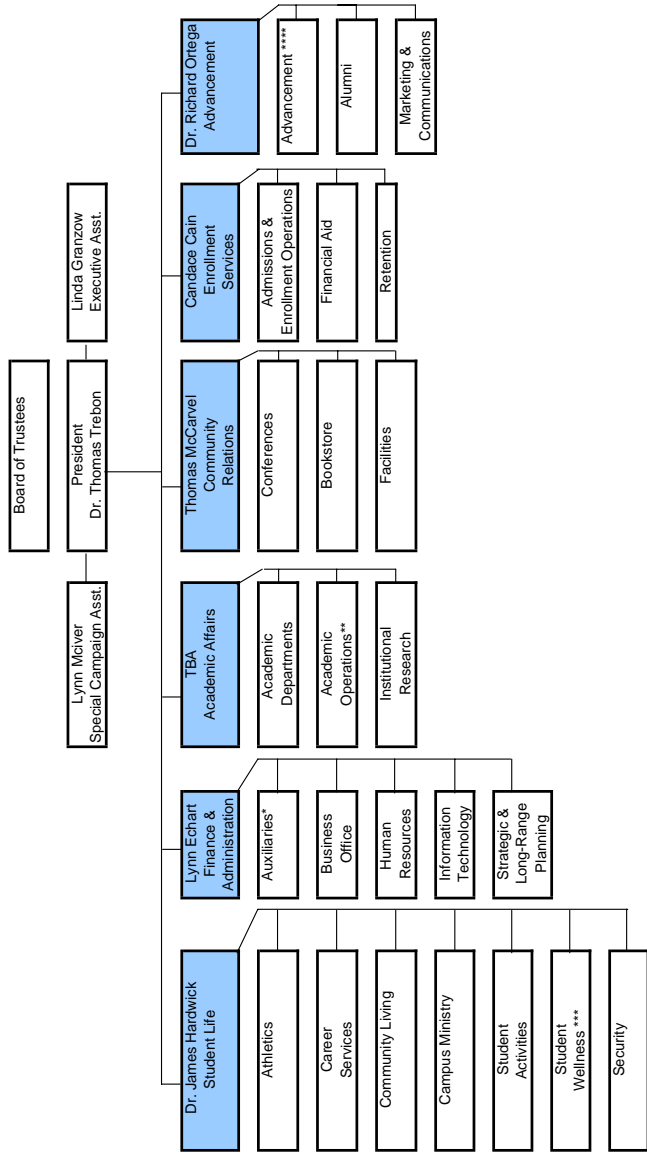 Board of Trustees
Lynn Mciver
Special Campaign Asst.
President
Dr. Thomas Trebon
Linda Granzow
Executive Asst.
Dr. James Hardwick
Student Life
Athletics
Career
Services
Community Living
Campus Ministry
Student
Activities
Student
Wellness ***
Security
Lynn Echart
Finance &
Administration
Auxiliaries*
Business
Office
Human
Resources
Information
Technology
Strategic &
Long-Range
Planning
TBA
Academic Affairs
Academic
Departments
Academic
Operations**
Institutional
Research
Thomas McCarvel
Community
Relations
Conferences
Bookstore
Facilities
Candace Cain
Enrollment
Services
Admissions &
Enrollment Operations
Financial Aid
Retention
Dr. Richard Ortega
Advancement
Advancement ****
Alumni
Marketing &
Communications